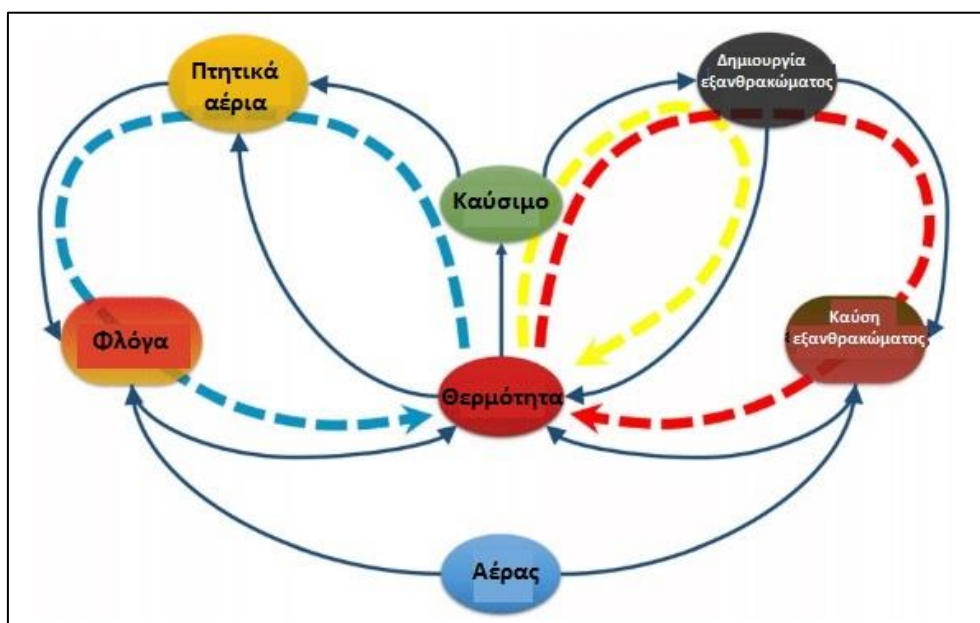 Πτητικά
αέρια
Δημιουργία
εξανθρακώματος
Καύσιμο
Φλόγα
Καύση
εξανθρακώματος
Θερμότητα
Αέρας